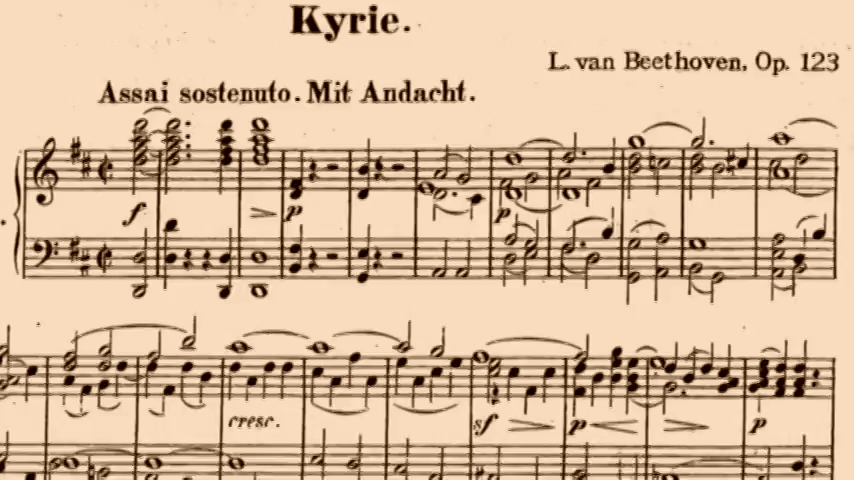 Kyrie.
L. van Beethoven, Op. 123
Assai sostenuto. Mit Andacht.
f > p p
cresc. sf p p